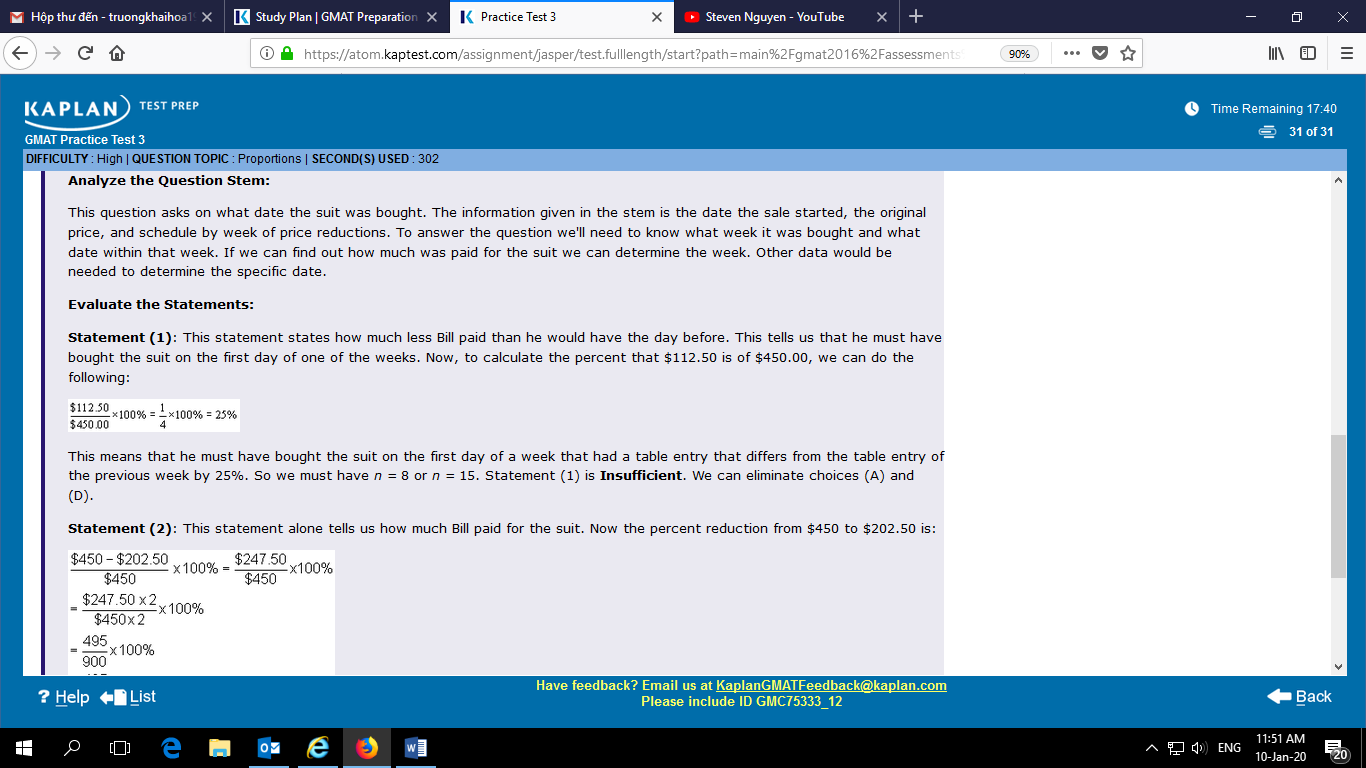 Hộp thư đến - truongkhaihoa1
Study Plan | GMAT Preparation
Practice Test 3
Steven Nguyen - YouTube
https://atom.kaptest.com/assignment/jasper/test.fulllength/start?path=main%2Fgmat2016%2Fassessments
90%
KAPLAN TEST PREP
Time Remaining 17:40
GMAT Practice Test 3
31 of 31
DIFFICULTY : High | QUESTION TOPIC : Proportions | SECOND(S) USED : 302
Analyze the Question Stem:
This question asks on what date the suit was bought. The information given in the stem is the date the sale started, the original
price, and schedule by week of price reductions. To answer the question we'll need to know what week it was bought and what
date within that week. If we can find out how much was paid for the suit we can determine the week. Other data would be
needed to determine the specific date.
Evaluate the Statements:
Statement (1): This statement states how much less Bill paid than he would have the day before. This tells us that he must have
bought the suit on the first day of one of the weeks. Now, to calculate the percent that $112.50 is of $450.00, we can do the
following:
$112.50/$450.00 ×100% = 1/4 ×100% = 25%
This means that he must have bought the suit on the first day of a week that had a table entry that differs from the table entry of
the previous week by 25%. So we must have n = 8 or n = 15. Statement (1) is Insufficient. We can eliminate choices (A) and
(D).
Statement (2): This statement alone tells us how much Bill paid for the suit. Now the percent reduction from $450 to $202.50 is:
$450 – $202.50/$450 x100% = $247.50/$450 x100%
= $247.50 x2/$450x2 x100%
= 495/900 x100%
? Help
List
Have feedback? Email us at KaplanGMATFeedback@kaplan.com
Please include ID GMC75333_12
Back
ENG
11:51 AM
10-Jan-20
20